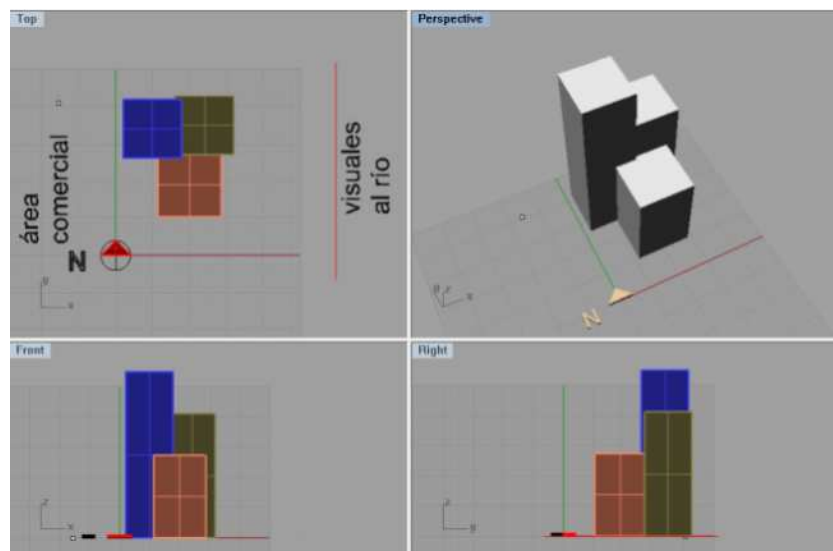 Top
Perspective
área
comercial
visuales
al río
N
N
Front
Right
z
x
z